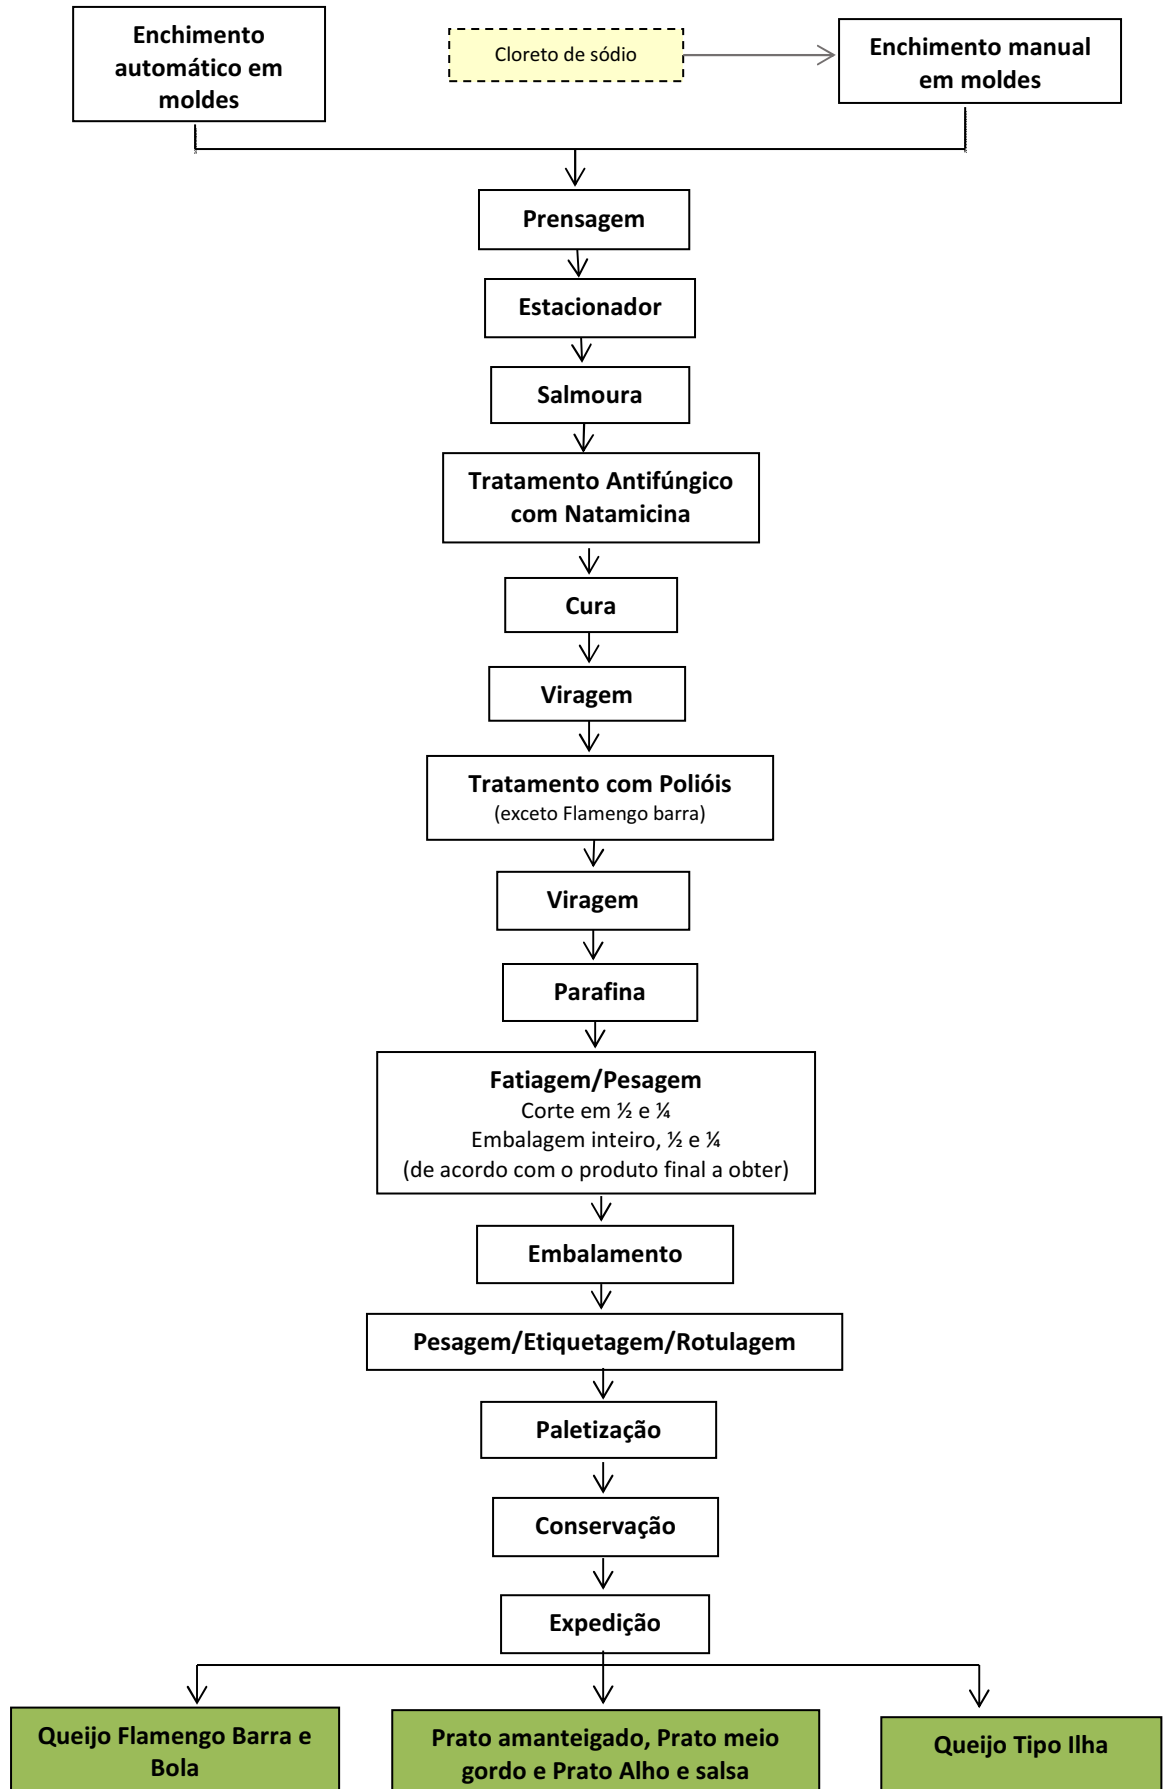 Enchimento
automático em
moldes
Cloreto de sódio
Enchimento manual
em moldes
Prensagem
Estacionador
Salmoura
Tratamento Antifúngico
com Natamicina
Cura
Viragem
Tratamento com Polióis
(exceto Flamengo barra)
Viragem
Parafina
Fatiagem/Pesagem
Corte em ½ e ¼
Embalagem inteiro, ½ e ¼
(de acordo com o produto final a obter)
Embalamento
Pesagem/Etiquetagem/Rotulagem
Paletização
Conservação
Expedição
Queijo Flamengo Barra e
Bola
Prato amanteigado, Prato meio
gordo e Prato Alho e salsa
Queijo Tipo Ilha